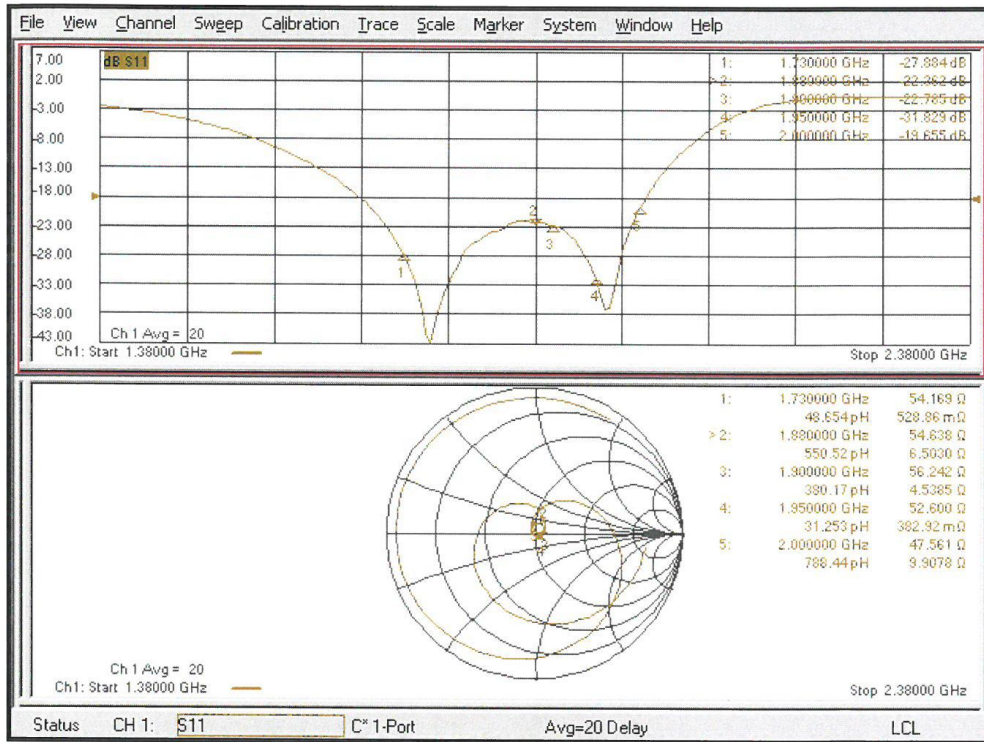 File View Channel Sweep Calibration Trace Scale Marker System Window Help
7.00
2.00
-3.00
-8.00
-13.00
-18.00
-23.00
-28.00
-33.00
-38.00
-43.00
dB S11
1: 1.730000 GHz -27.884 dB
>2: 1.880000 GHz -22.362 dB
3: 1.900000 GHz -22.785 dB
4: 1.950000 GHz -31.829 dB
5: 2.000000 GHz -19.655 dB
1
2
3
4
5
Ch 1 Avg = 20
Ch1: Start 1.38000 GHz
Stop 2.38000 GHz
1: 1.730000 GHz 54.169 Ω
48.654 pH 528.86 mΩ
>2: 1.880000 GHz 54.638 Ω
550.52 pH 6.5030 Ω
3: 1.900000 GHz 56.242 Ω
380.17 pH 4.5385 Ω
4: 1.950000 GHz 52.600 Ω
31.253 pH 382.92 mΩ
5: 2.000000 GHz 47.561 Ω
788.44 pH 9.9078 Ω
Ch 1 Avg = 20
Ch1: Start 1.38000 GHz
Stop 2.38000 GHz
Status CH 1: S11 C* 1-Port Avg=20 Delay LCL